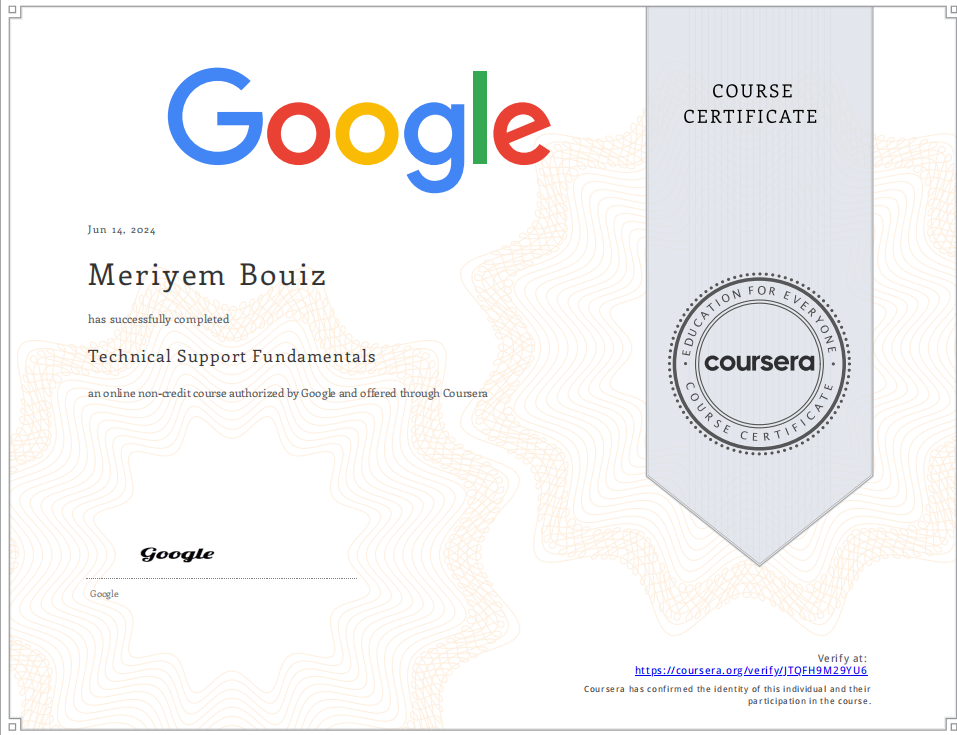 Google
COURSE
CERTIFICATE
Jun 14, 2024
Meriyem Bouiz
has successfully completed
Technical Support Fundamentals
an online non-credit course authorized by Google and offered through Coursera
EDUCATION FOR EVERYONE
coursera
COURSE CERTIFICATE
Google
Google
Verify at:
https://coursera.org/verify/JTQFH9M29YU6
Coursera has confirmed the identity of this individual and their
participation in the course.